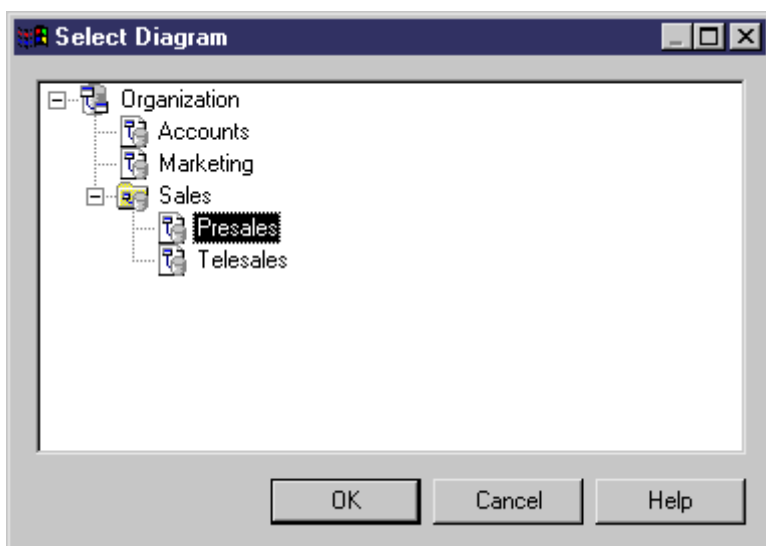 Select Diagram
Organization
Accounts
Marketing
Sales
Presales
Telesales
OK Cancel Help